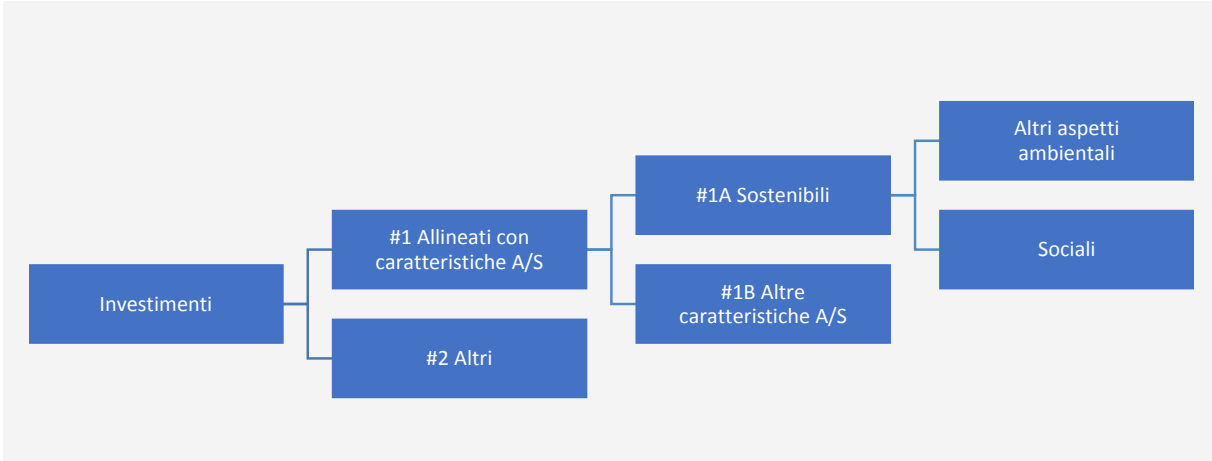 Investimenti
#1 Allineati con
caratteristiche A/S
#2 Altri
#1A Sostenibili
#1B Altre
caratteristiche A/S
Altri aspetti
ambientali
Sociali